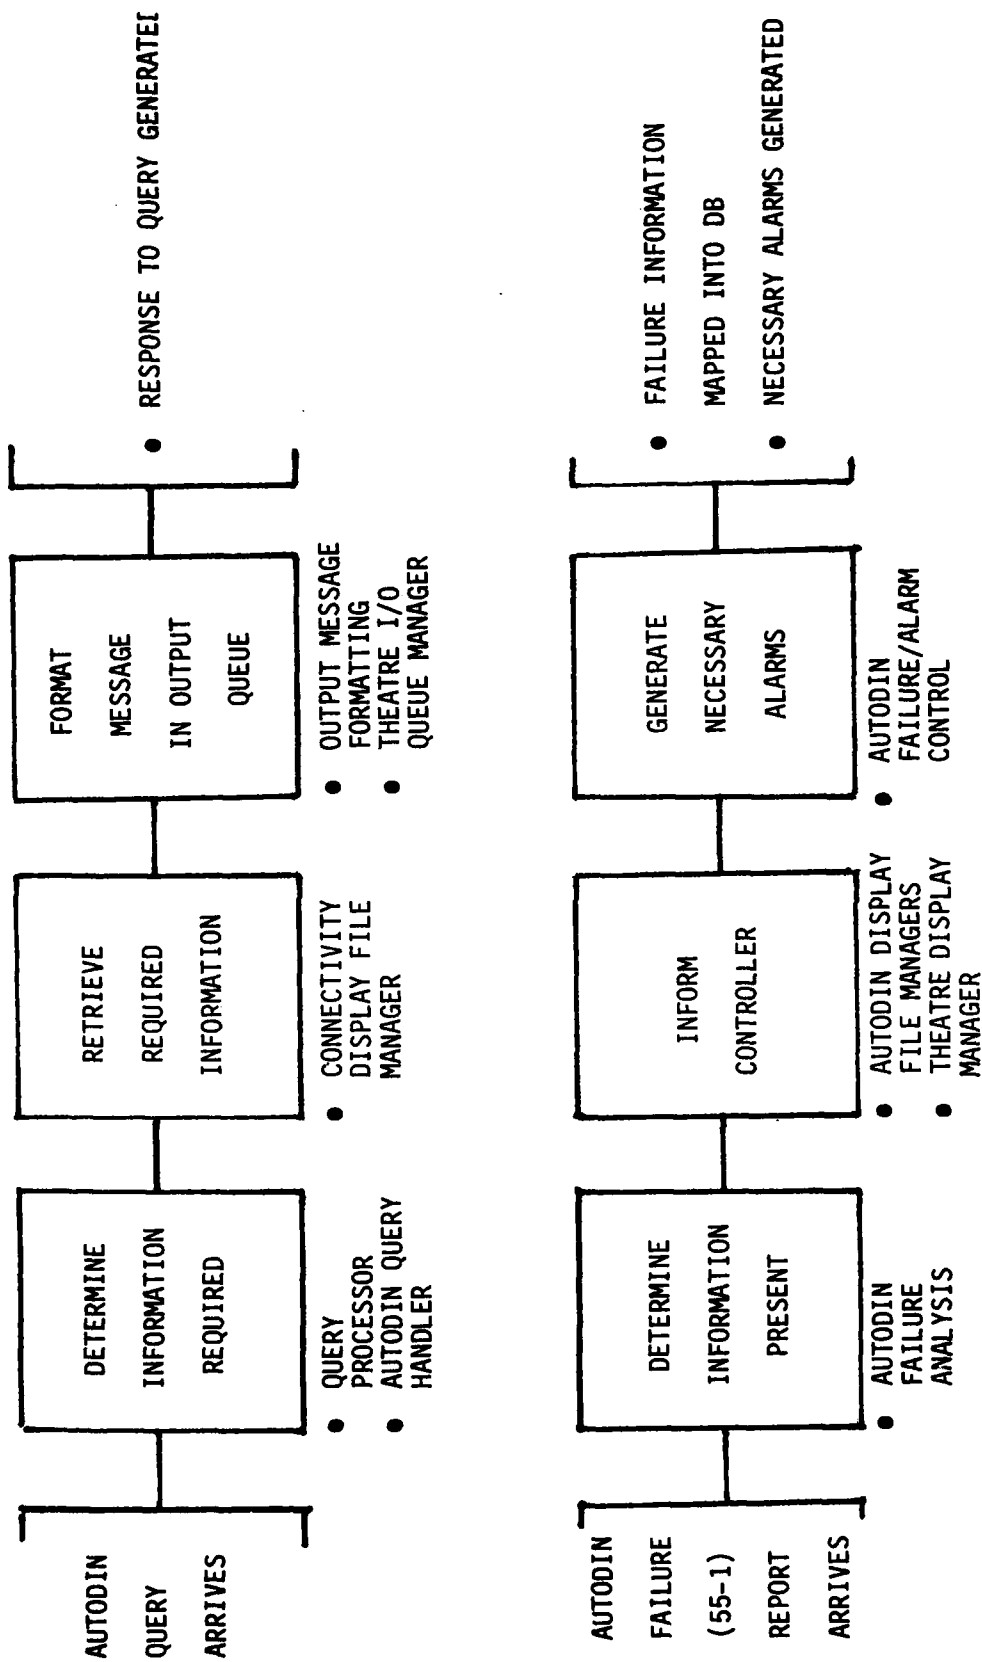 AUTODIN
QUERY
ARRIVES
DETERMINE
INFORMATION
REQUIRED
● QUERY
PROCESSOR
● AUTODIN QUERY
HANDLER
RETRIEVE
REQUIRED
INFORMATION
● CONNECTIVITY
DISPLAY FILE
MANAGER
FORMAT
MESSAGE
IN OUTPUT
QUEUE
● OUTPUT MESSAGE
FORMATTING
● THEATRE I/O
QUEUE MANAGER
● RESPONSE TO QUERY GENERATED
AUTODIN
FAILURE
(55-1)
REPORT
ARRIVES
DETERMINE
INFORMATION
PRESENT
● AUTODIN
FAILURE
ANALYSIS
INFORM
CONTROLLER
● AUTODIN DISPLAY
FILE MANAGERS
● THEATRE DISPLAY
MANAGER
GENERATE
NECESSARY
ALARMS
● AUTODIN
FAILURE/ALARM
CONTROL
● FAILURE INFORMATION
MAPPED INTO DB
● NECESSARY ALARMS GENERATED